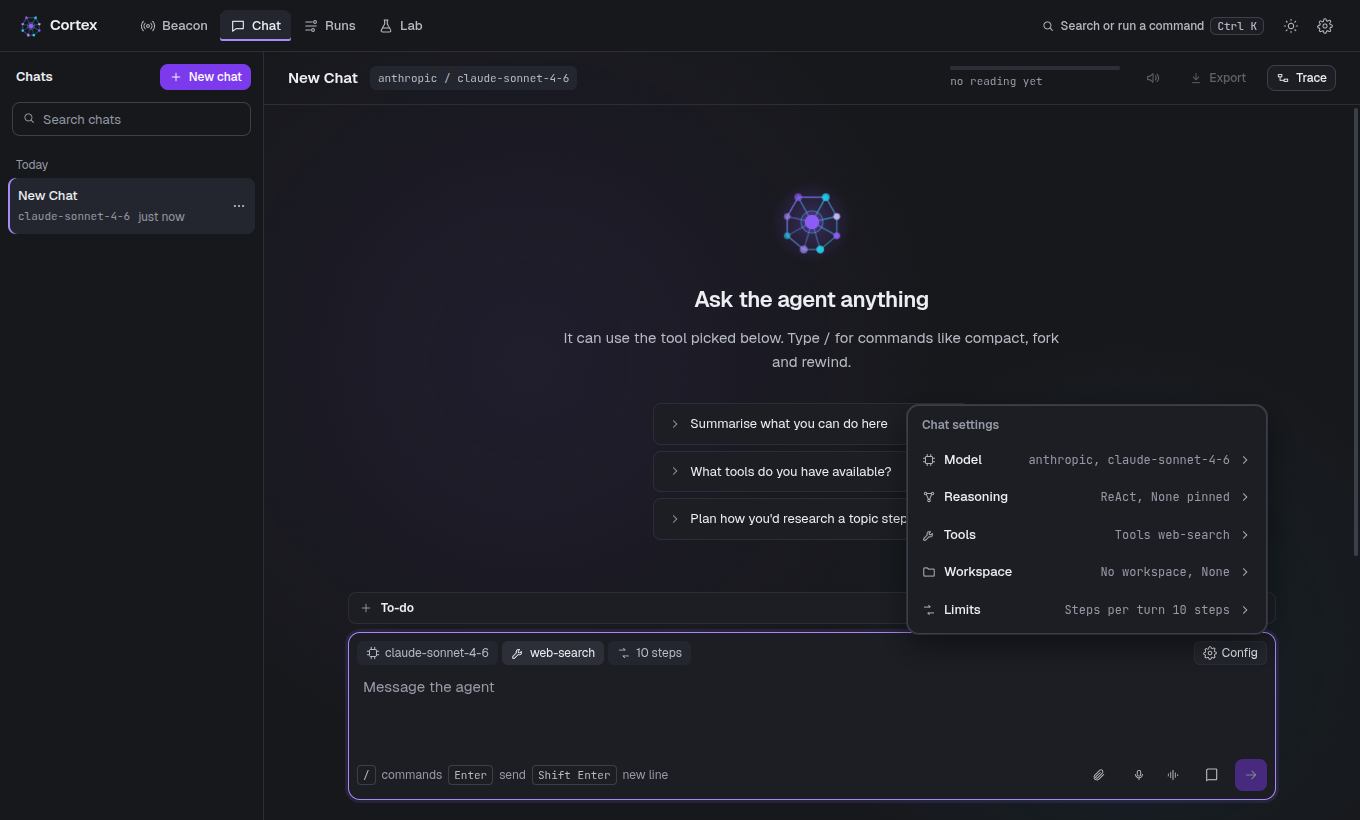 Cortex
Beacon
Chat
Runs
Lab
Search or run a command Ctrl K
Chats
New chat
Search chats
Today
New Chat
claude-sonnet-4-6 just now
New Chat
anthropic / claude-sonnet-4-6
no reading yet
Export
Trace
Ask the agent anything
It can use the tool picked below. Type / for commands like compact, fork
and rewind.
Summarise what you can do here
What tools do you have available?
Plan how you'd research a topic step
Chat settings
Model anthropic, claude-sonnet-4-6
Reasoning ReAct, None pinned
Tools Tools web-search
Workspace No workspace, None
Limits Steps per turn 10 steps
To-do
claude-sonnet-4-6 web-search 10 steps Config
Message the agent
/ commands Enter send Shift Enter new line